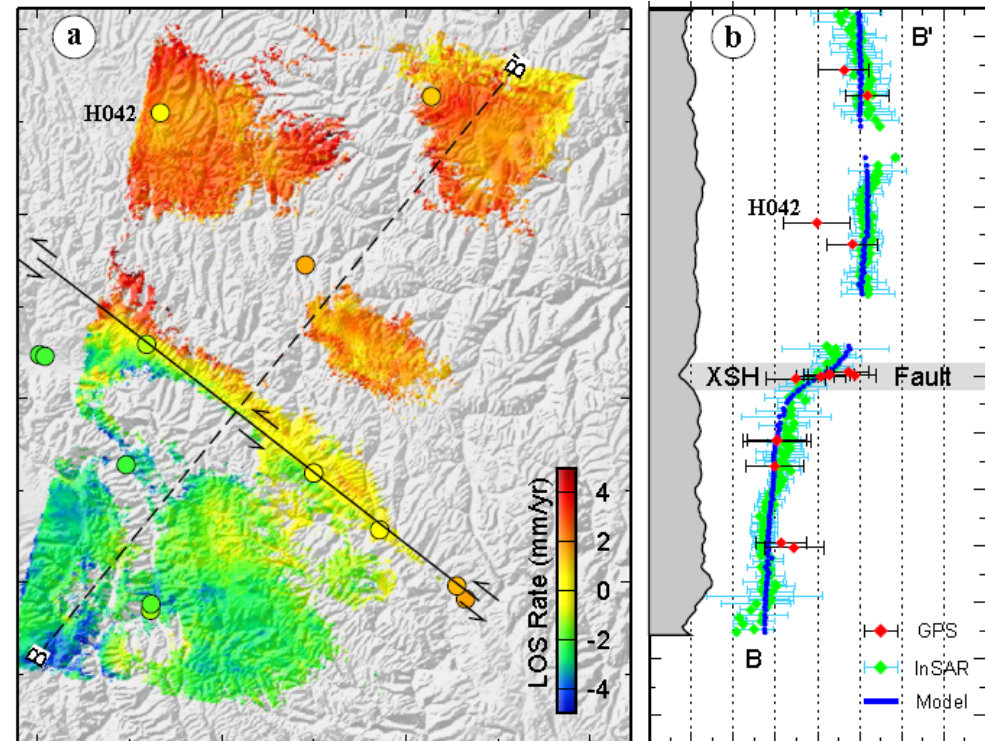 a
H042
B'
B
LOS Rate (mm/yr)
4
2
0
-2
-4
b
B'
H042
XSH Fault
B
GPS
InSAR
Model